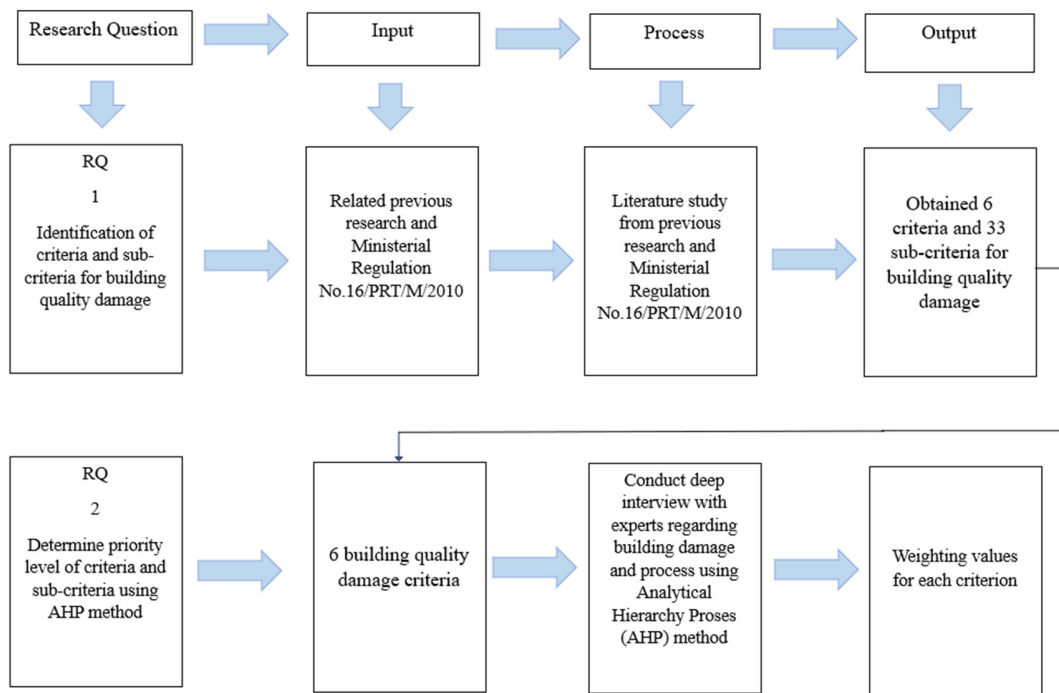 Research Question
Input
Process
Output
RQ
1
Identification of
criteria and sub-
criteria for building
quality damage
Related previous
research and
Ministerial
Regulation
No.16/PRT/M/2010
Literature study
from previous
research and
Ministerial
Regulation
No.16/PRT/M/2010
Obtained 6
criteria and 33
sub-criteria for
building quality
damage
RQ
2
Determine priority
level of criteria and
sub-criteria using
AHP method
6 building quality
damage criteria
Conduct deep
interview with
experts regarding
building damage
and process using
Analytical
Hierarchy Proses
(AHP) method
Weighting values
for each criterion